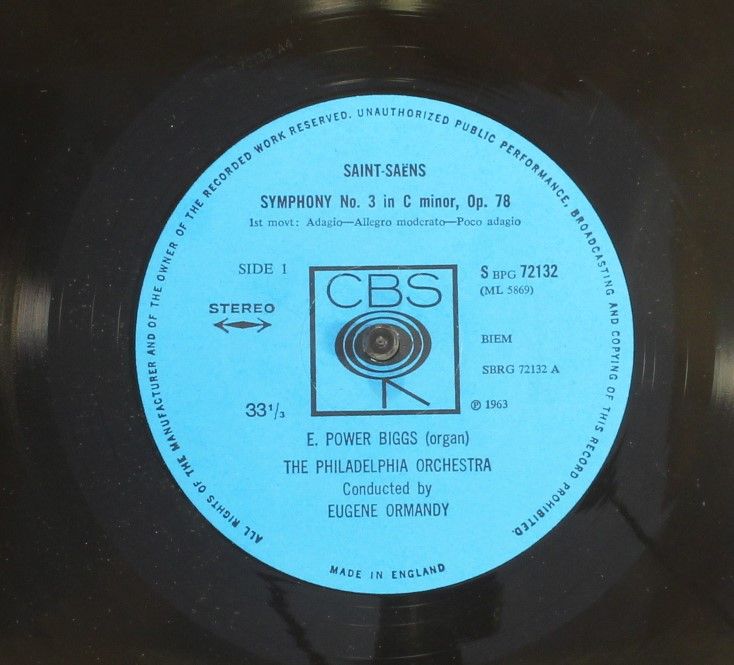 72132 A4
ALL RIGHTS OF THE MANUFACTURER AND OF THE OWNER OF THE RECORDED WORK RESERVED. UNAUTHORIZED PUBLIC PERFORMANCE, BROADCASTING AND COPYING OF THIS RECORD PROHIBITED.
SAINT-SAËNS
SYMPHONY No. 3 in C minor, Op. 78
1st movt: Adagio—Allegro moderato—Poco adagio
SIDE 1
STEREO
33¹/₃
CBS
S BPG 72132
(ML 5869)
BIEM
SBRG 72132 A
℗ 1963
E. POWER BIGGS (organ)
THE PHILADELPHIA ORCHESTRA
Conducted by
EUGENE ORMANDY
MADE IN ENGLAND